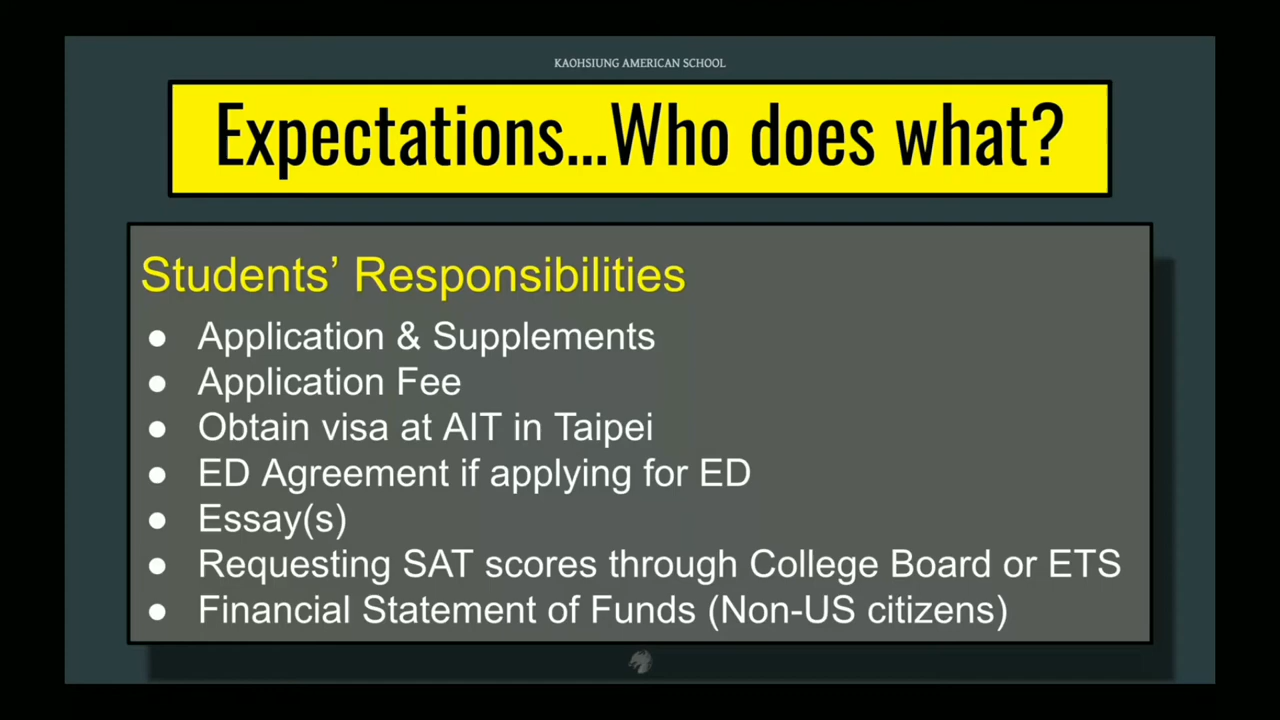 KAOHSIUNG AMERICAN SCHOOL
Expectations...Who does what?
Students’ Responsibilities
● Application & Supplements
● Application Fee
● Obtain visa at AIT in Taipei
● ED Agreement if applying for ED
● Essay(s)
● Requesting SAT scores through College Board or ETS
● Financial Statement of Funds (Non-US citizens)